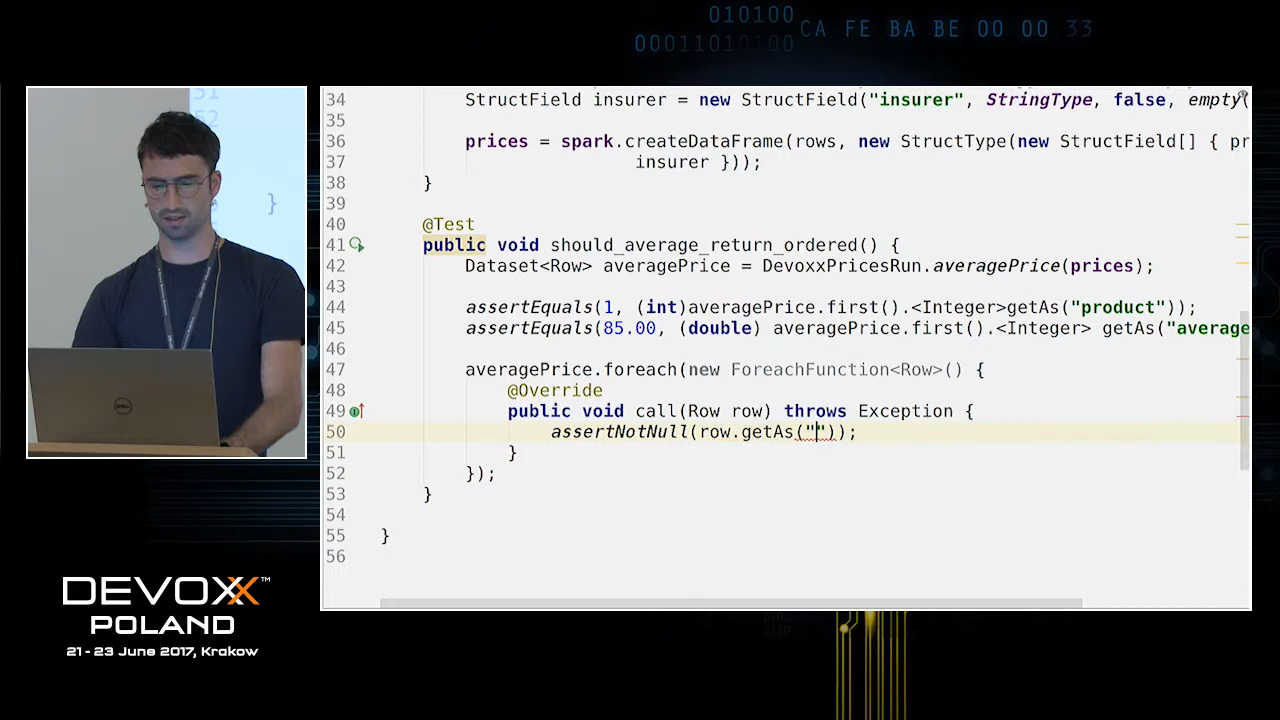 010100
00011010100
CA FE BA BE 00 00 33
51
52
}
DELL
34 StructField insurer = new StructField("insurer", StringType, false, empty(
35
36 prices = spark.createDataFrame(rows, new StructType(new StructField[] { pr
37 insurer }));
38 }
39
40 @Test
41 public void should_average_return_ordered() {
42 Dataset<Row> averagePrice = DevoxxPricesRun.averagePrice(prices);
43
44 assertEquals(1, (int)averagePrice.first().<Integer>getAs("product"));
45 assertEquals(85.00, (double) averagePrice.first().<Integer> getAs("average
46
47 averagePrice.foreach(new ForeachFunction<Row>() {
48 @Override
49 public void call(Row row) throws Exception {
50 assertNotNull(row.getAs(""));
51 }
52 });
53 }
54
55 }
56
DEVOXX™
POLAND
21 - 23 June 2017, Krakow